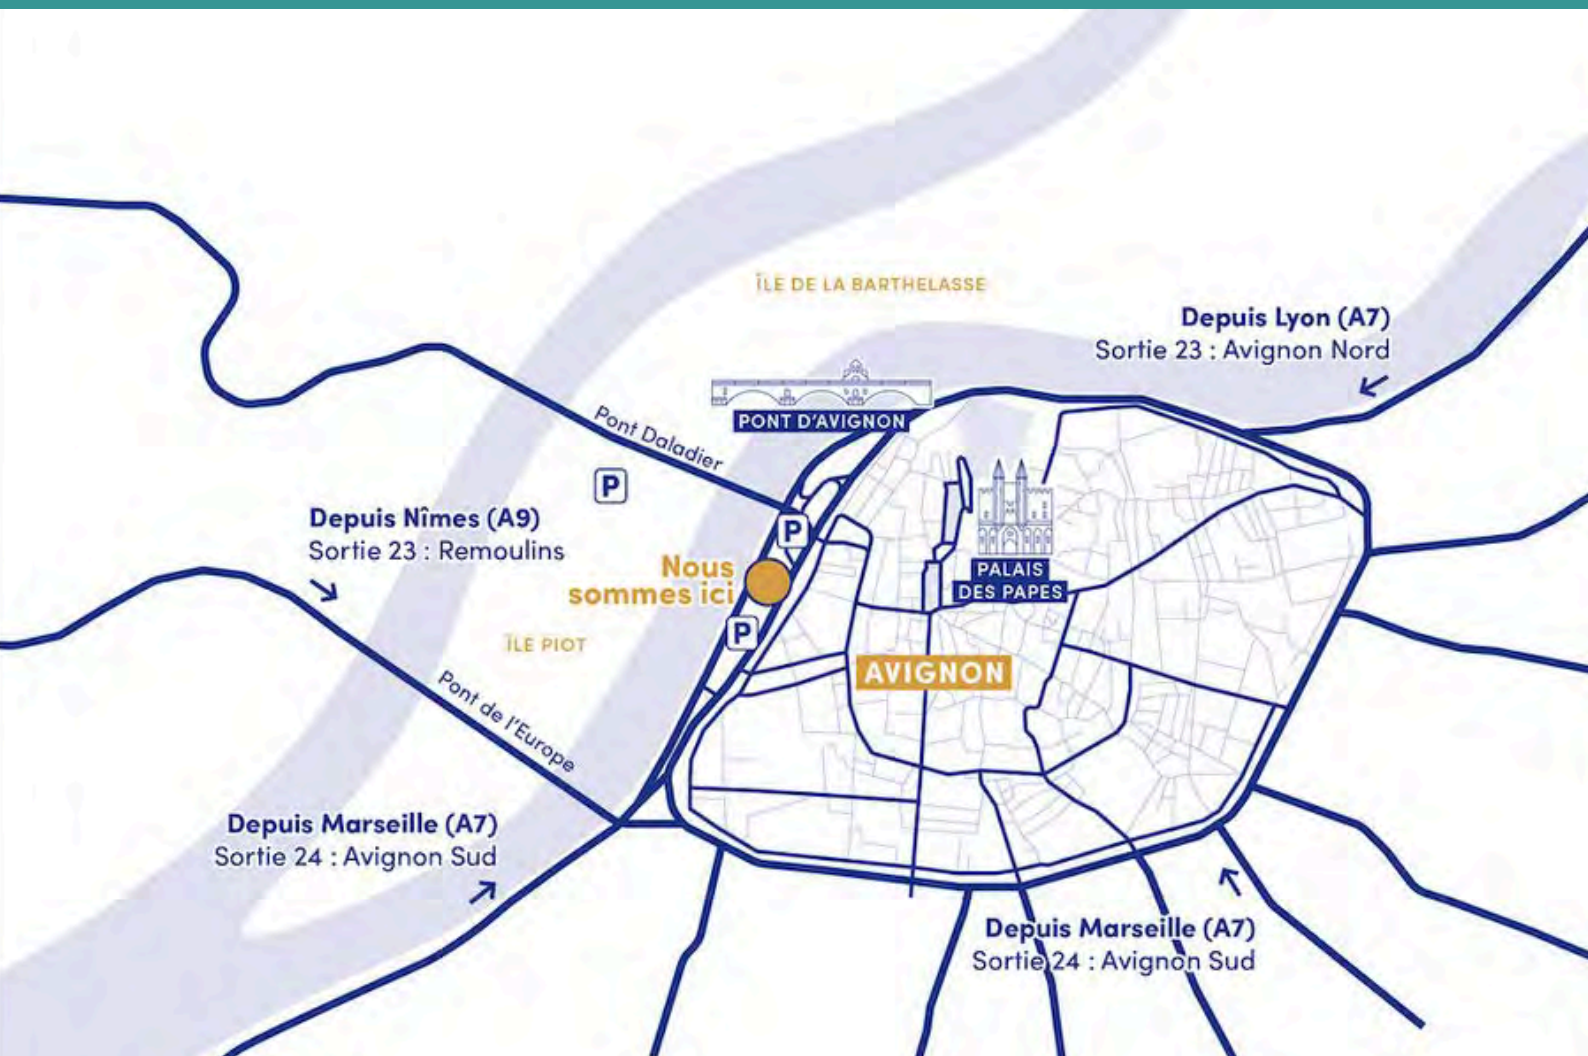 ÎLE DE LA BARTHELASSE
Depuis Lyon (A7)
Sortie 23 : Avignon Nord
PONT D'AVIGNON
Pont Daladier
P
Depuis Nîmes (A9)
Sortie 23 : Remoulins
P
Nous
sommes ici
PALAIS
DES PAPES
P
ÎLE PIOT
AVIGNON
Pont de l'Europe
Depuis Marseille (A7)
Sortie 24 : Avignon Sud
Depuis Marseille (A7)
Sortie 24 : Avignon Sud